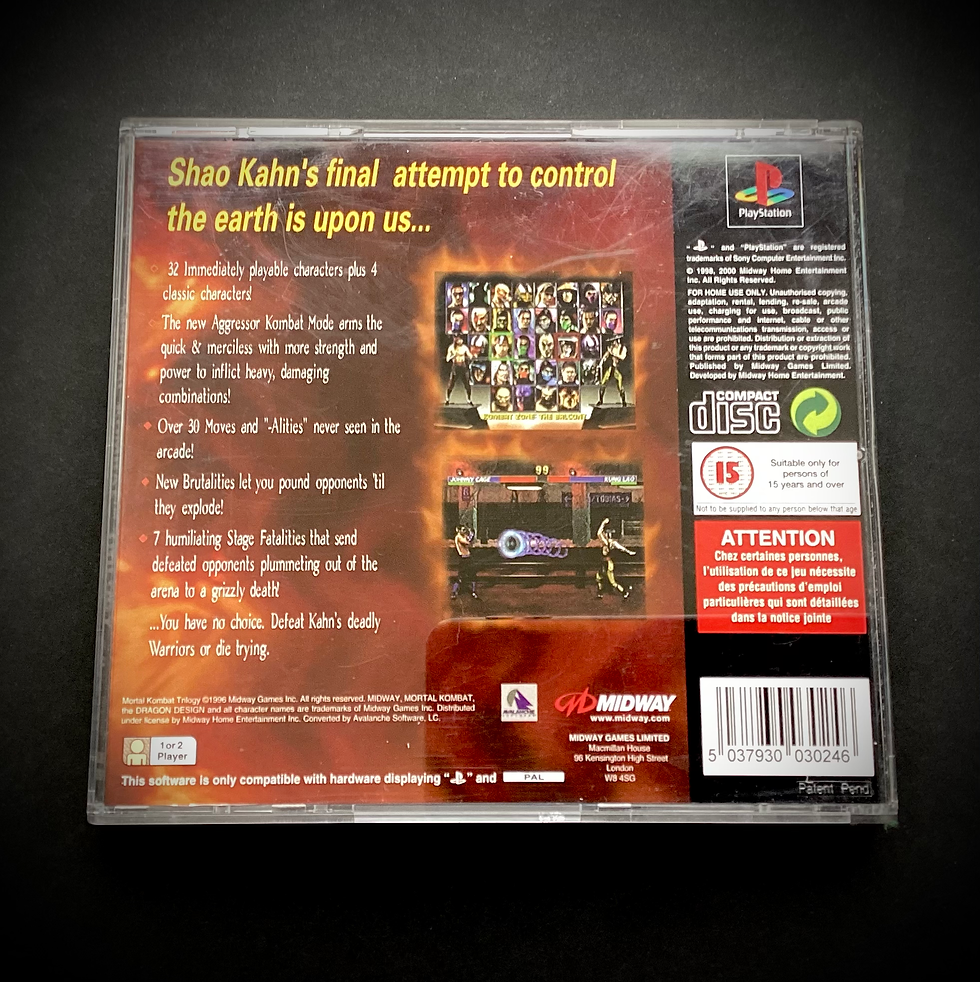 Shao Kahn's final attempt to control
the earth is upon us...
32 Immediately playable characters plus 4
classic characters!
The new Aggressor Kombat Mode arms the
quick & merciless with more strength and
power to inflict heavy, damaging
combinations!
Over 30 Moves and "-Alities" never seen in the
arcade!
New Brutalities let you pound opponents 'til
they explode!
7 humiliating Stage Fatalities that send
defeated opponents plummeting out of the
arena to a grizzly death!
...You have no choice. Defeat Kahn's deadly
Warriors or die trying.
KOMBAT ZONE: THE BALCONY
99
JOHNNY CAGE
KUNG LAO
Mortal Kombat Trilogy ©1996 Midway Games Inc. All rights reserved. MIDWAY, MORTAL KOMBAT,
the DRAGON DESIGN and all character names are trademarks of Midway Games Inc. Distributed
under license by Midway Home Entertainment Inc. Converted by Avalanche Software, LC.
AVALANCHE
MIDWAY
www.midway.com
MIDWAY GAMES LIMITED
Macmillan House
96 Kensington High Street
London
W8 4SG
1 or 2
Player
This software is only compatible with hardware displaying " " and PAL
PlayStation
" " and "PlayStation" are registered
trademarks of Sony Computer Entertainment Inc.
© 1998, 2000 Midway Home Entertainment
Inc. All Rights Reserved.
FOR HOME USE ONLY. Unauthorised copying,
adaptation, rental, lending, re-sale, arcade
use, charging for use, broadcast, public
performance and internet, cable or other
telecommunications transmission, access or
use are prohibited. Distribution or extraction of
this product or any trademark or copyright work
that forms part of this product are prohibited.
Published by Midway Games Limited.
Developed by Midway Home Entertainment.
COMPACT
disc
15
Suitable only for
persons of
15 years and over
Not to be supplied to any person below that age
ATTENTION
Chez certaines personnes,
l'utilisation de ce jeu nécessite
des précautions d'emploi
particulières qui sont détaillées
dans la notice jointe
5 037930 030246
Patent Pend